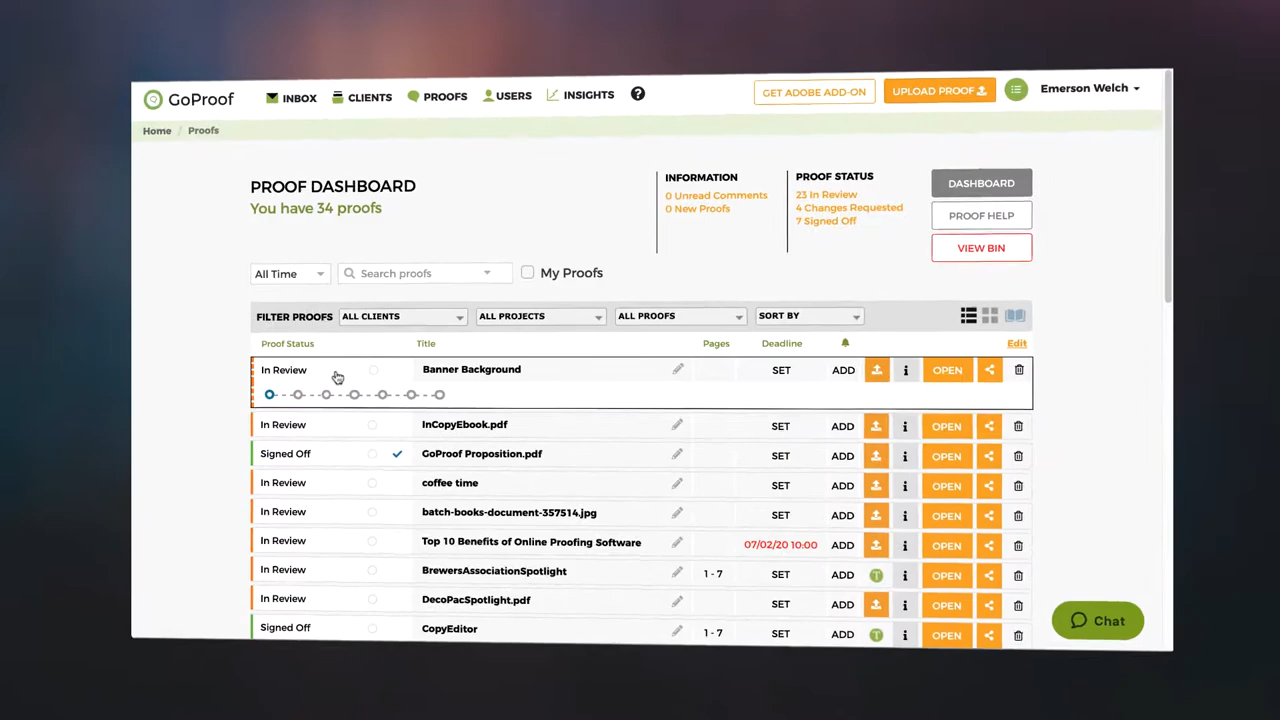 GoProof INBOX CLIENTS PROOFS USERS INSIGHTS ? GET ADOBE ADD-ON UPLOAD PROOF Emerson Welch
Home / Proofs
PROOF DASHBOARD
You have 34 proofs
INFORMATION
0 Unread Comments
0 New Proofs
PROOF STATUS
23 In Review
4 Changes Requested
7 Signed Off
DASHBOARD
PROOF HELP
VIEW BIN
All Time Search proofs My Proofs
FILTER PROOFS ALL CLIENTS ALL PROJECTS ALL PROOFS SORT BY
Proof Status Title Pages Deadline Edit
In Review Banner Background SET ADD i OPEN
In Review InCopyEbook.pdf SET ADD i OPEN
Signed Off GoProof Proposition.pdf SET ADD i OPEN
In Review coffee time SET ADD i OPEN
In Review batch-books-document-357514.jpg SET ADD i OPEN
In Review Top 10 Benefits of Online Proofing Software 07/02/20 10:00 ADD i OPEN
In Review BrewersAssociationSpotlight 1 - 7 SET ADD T i OPEN
In Review DecoPacSpotlight.pdf SET ADD i OPEN
Signed Off CopyEditor 1 - 7 SET ADD T i OPEN
Chat